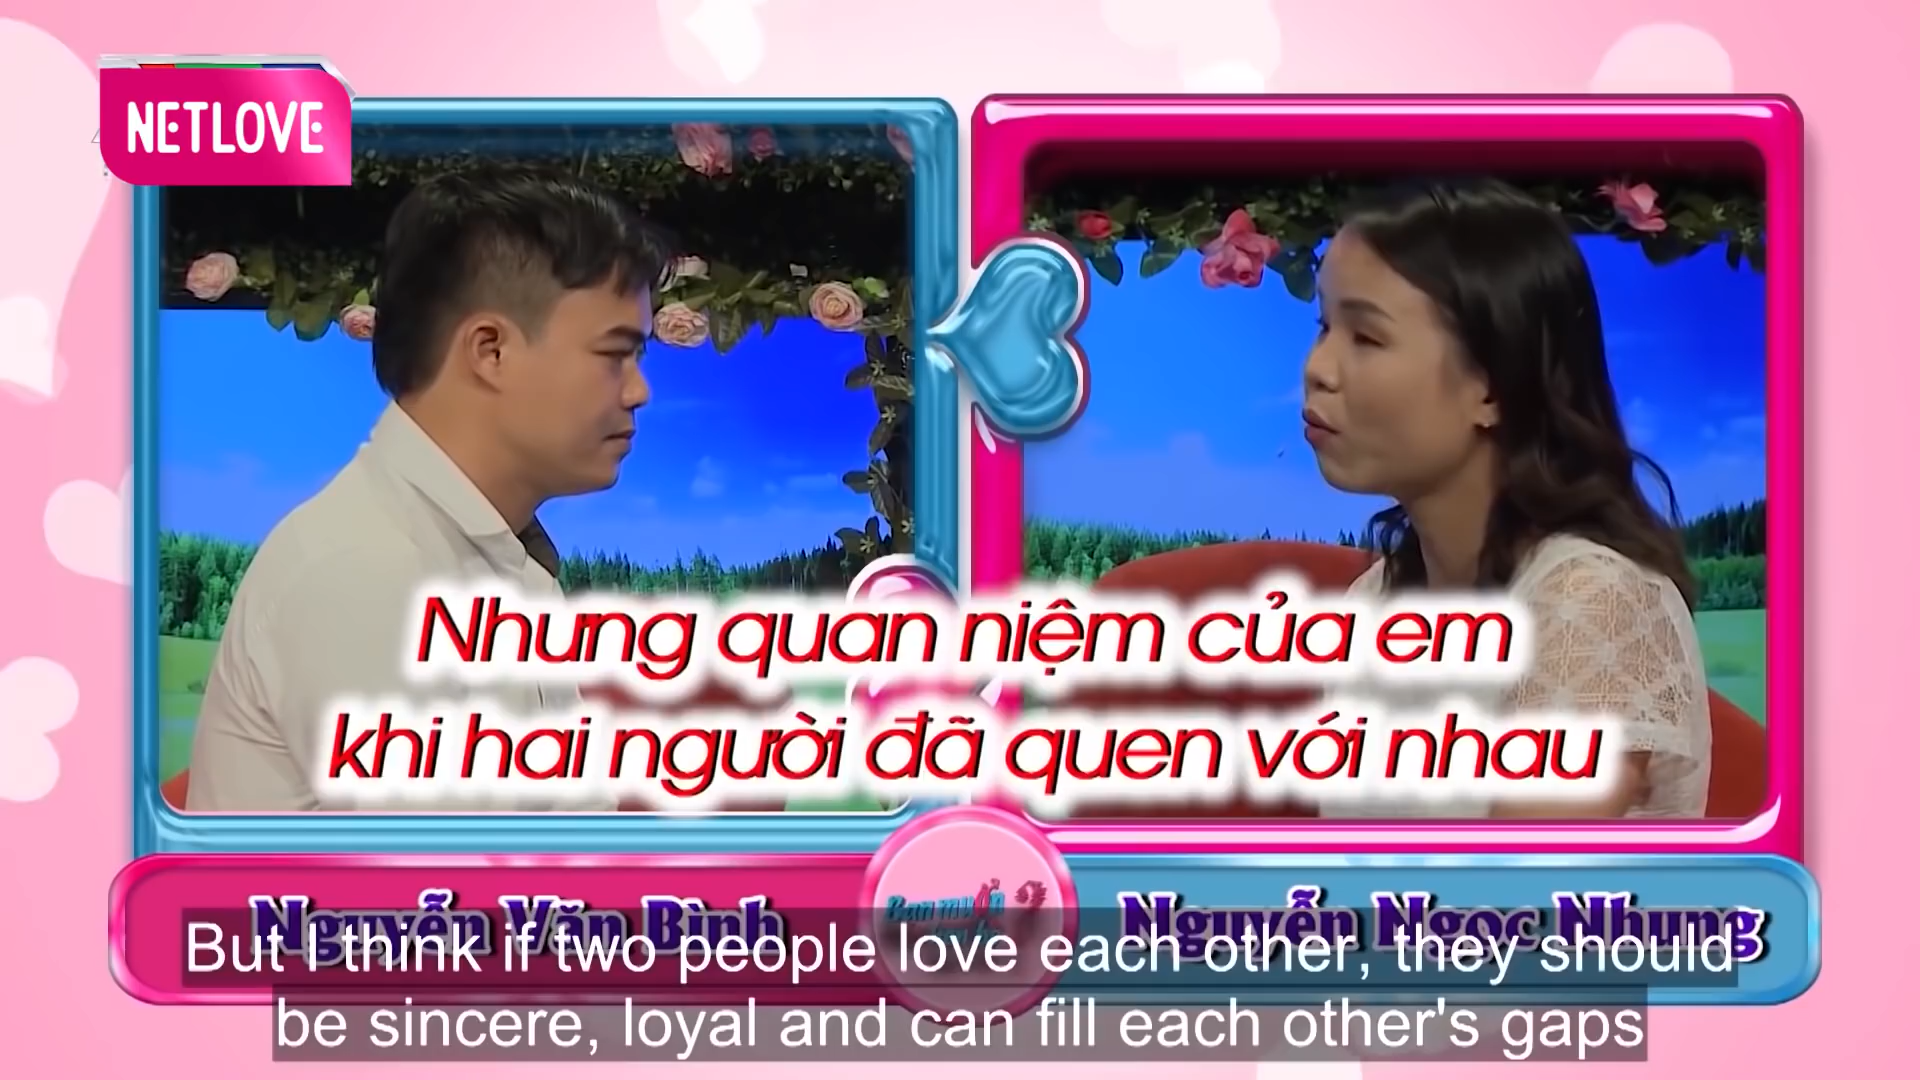 NETLOVE
Nhưng quan niệm của em
khi hai người đã quen với nhau
Nguyễn Văn Bình
Bạn muốn
Nguyễn Ngọc Nhung
But I think if two people love each other, they should
be sincere, loyal and can fill each other's gaps